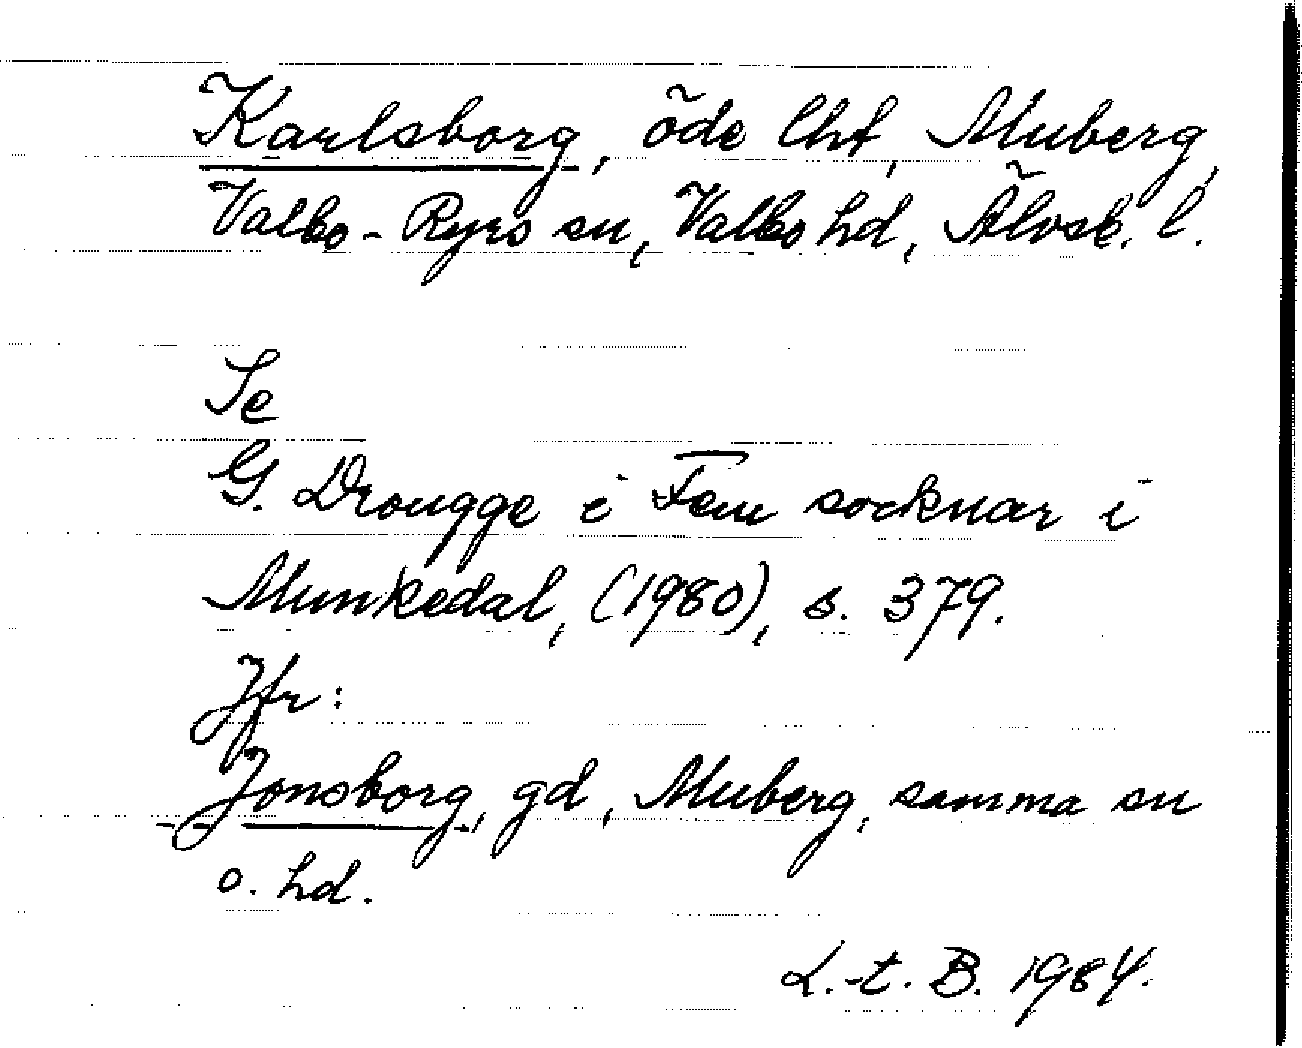 Karlsborg, öde lht, Muberg,
Valbo-Ryrs sn, Valbo hd, Älvsb. l.
Se
G. Drougge i Fem socknar i
Munkedal, (1980), s. 379.
Jfr:
Jonsborg, gd, Muberg, samma sn
o. hd.
L.-t. B. 1984.